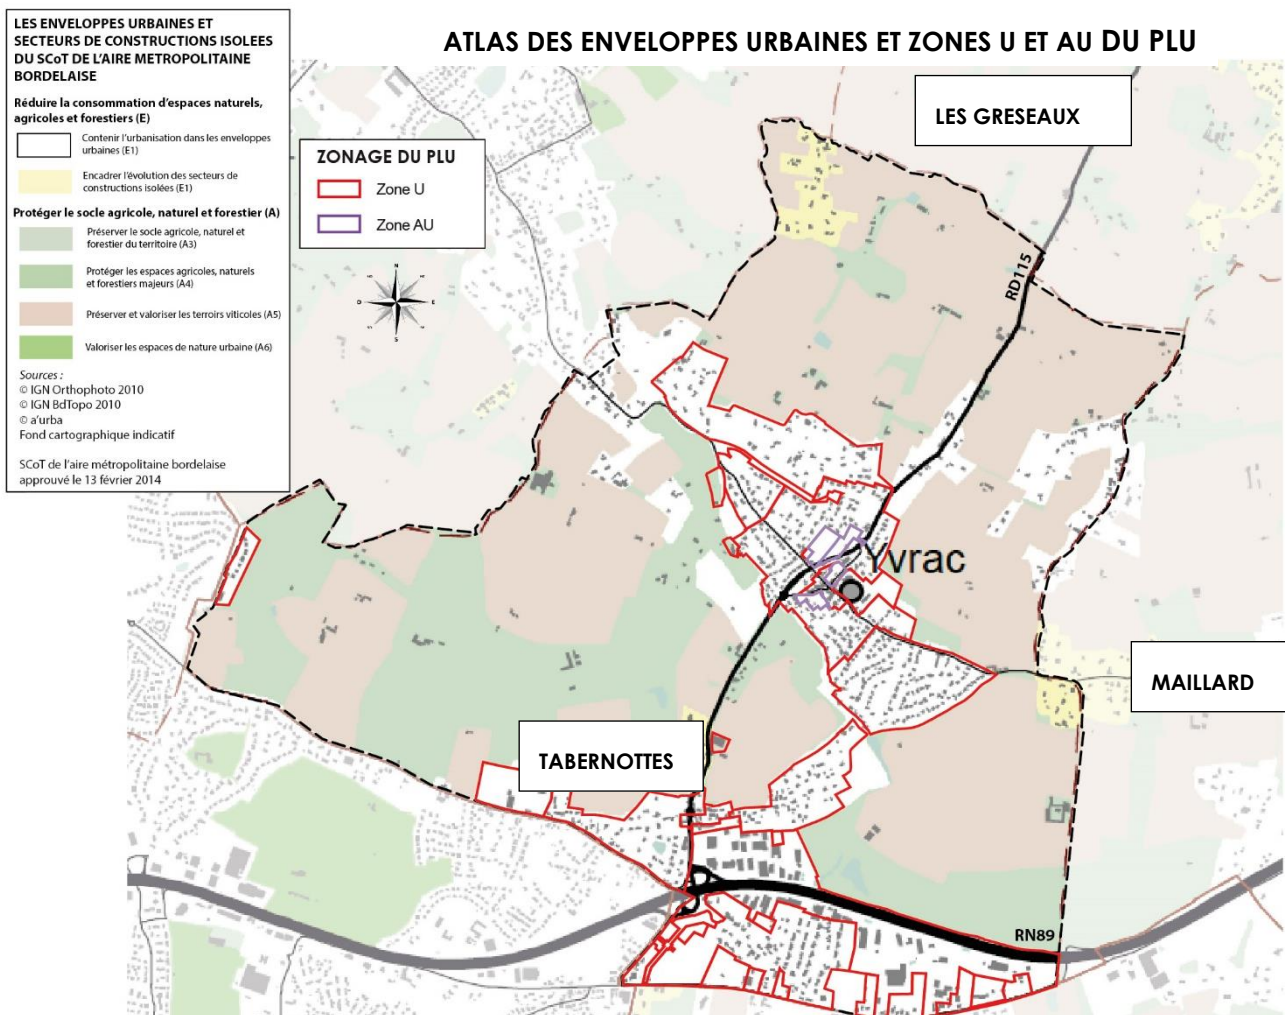 LES ENVELOPPES URBAINES ET
SECTEURS DE CONSTRUCTIONS ISOLEES
DU SCoT DE L'AIRE METROPOLITAINE
BORDELAISE
Réduire la consommation d'espaces naturels,
agricoles et forestiers (E)
Contenir l'urbanisation dans les enveloppes
urbaines (E1)
Encadrer l'évolution des secteurs de
constructions isolées (E1)
Protéger le socle agricole, naturel et forestier (A)
Préserver le socle agricole, naturel et
forestier du territoire (A3)
Protéger les espaces agricoles, naturels
et forestiers majeurs (A4)
Préserver et valoriser les terroirs viticoles (A5)
Valoriser les espaces de nature urbaine (A6)
Sources :
© IGN Orthophoto 2010
© IGN BdTopo 2010
© a'urba
Fond cartographique indicatif
SCoT de l'aire métropolitaine bordelaise
approuvé le 13 février 2014
ATLAS DES ENVELOPPES URBAINES ET ZONES U ET AU DU PLU
ZONAGE DU PLU
Zone U
Zone AU
N
O
E
S
LES GRESEAUX
RD115
Yvrac
MAILLARD
TABERNOTTES
RN89